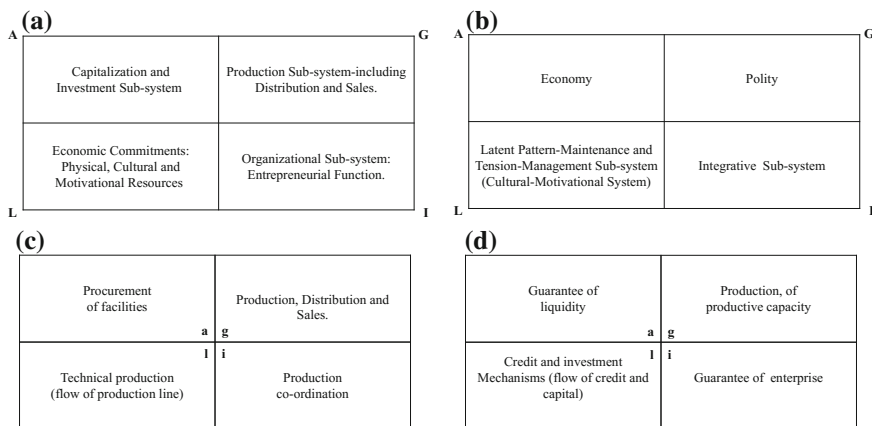 (a)
A
G
Capitalization and
Investment Sub-system
Production Sub-system-including
Distribution and Sales.
Economic Commitments:
Physical, Cultural and
Motivational Resources
Organizational Sub-system:
Entrepreneurial Function.
L
I
(b)
A
G
Economy
Polity
Latent Pattern-Maintenance and
Tension-Management Sub-system
(Cultural-Motivational System)
Integrative Sub-system
L
I
(c)
Procurement
of facilities
Production, Distribution and
Sales.
a
g
l
i
Technical production
(flow of production line)
Production
co-ordination
(d)
Guarantee of
liquidity
Production, of
productive capacity
a
g
l
i
Credit and investment
Mechanisms (flow of credit and
capital)
Guarantee of enterprise